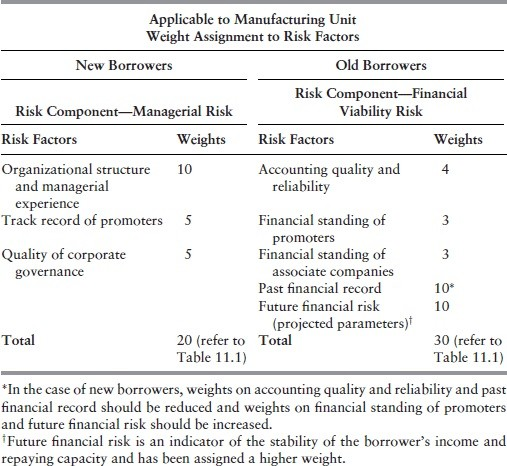 Applicable to Manufacturing Unit
Weight Assignment to Risk Factors
New Borrowers Old Borrowers
Risk Component—Managerial Risk Risk Component—Financial
Viability Risk
Risk Factors Weights Risk Factors Weights
Organizational structure 10 Accounting quality and 4
and managerial reliability
experience
Track record of promoters 5 Financial standing of 3
promoters
Quality of corporate 5 Financial standing of 3
governance associate companies
Past financial record 10*
Future financial risk 10
(projected parameters)†
Total 20 (refer to Total 30 (refer to
Table 11.1) Table 11.1)
*In the case of new borrowers, weights on accounting quality and reliability and past
financial record should be reduced and weights on financial standing of promoters
and future financial risk should be increased.
†Future financial risk is an indicator of the stability of the borrower's income and
repaying capacity and has been assigned a higher weight.